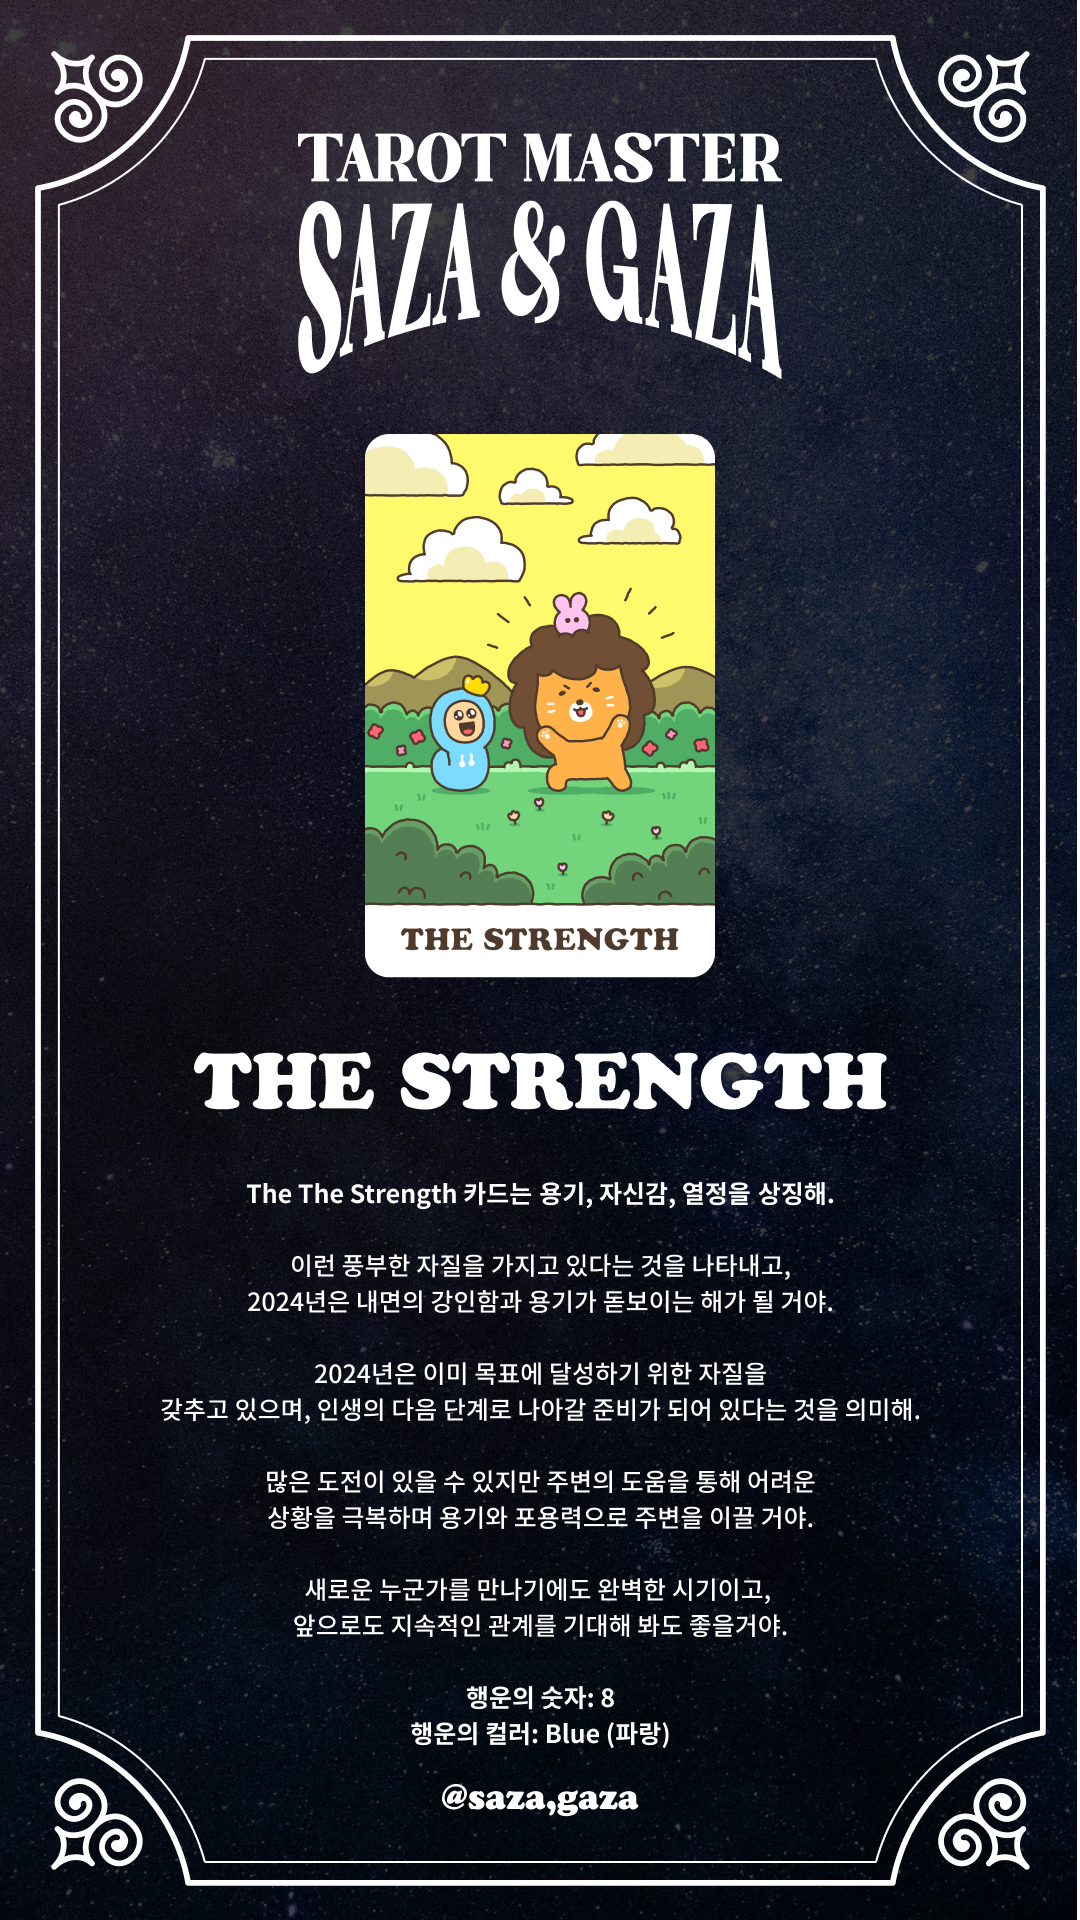 TAROT MASTER
SAZA & GAZA
THE STRENGTH
THE STRENGTH
The The Strength 카드는 용기, 자신감, 열정을 상징해.
이런 풍부한 자질을 가지고 있다는 것을 나타내고,
2024년은 내면의 강인함과 용기가 돋보이는 해가 될 거야.
2024년은 이미 목표에 달성하기 위한 자질을
갖추고 있으며, 인생의 다음 단계로 나아갈 준비가 되어 있다는 것을 의미해.
많은 도전이 있을 수 있지만 주변의 도움을 통해 어려운
상황을 극복하며 용기와 포용력으로 주변을 이끌 거야.
새로운 누군가를 만나기에도 완벽한 시기이고,
앞으로도 지속적인 관계를 기대해 봐도 좋을거야.
행운의 숫자: 8
행운의 컬러: Blue (파랑)
@saza,gaza